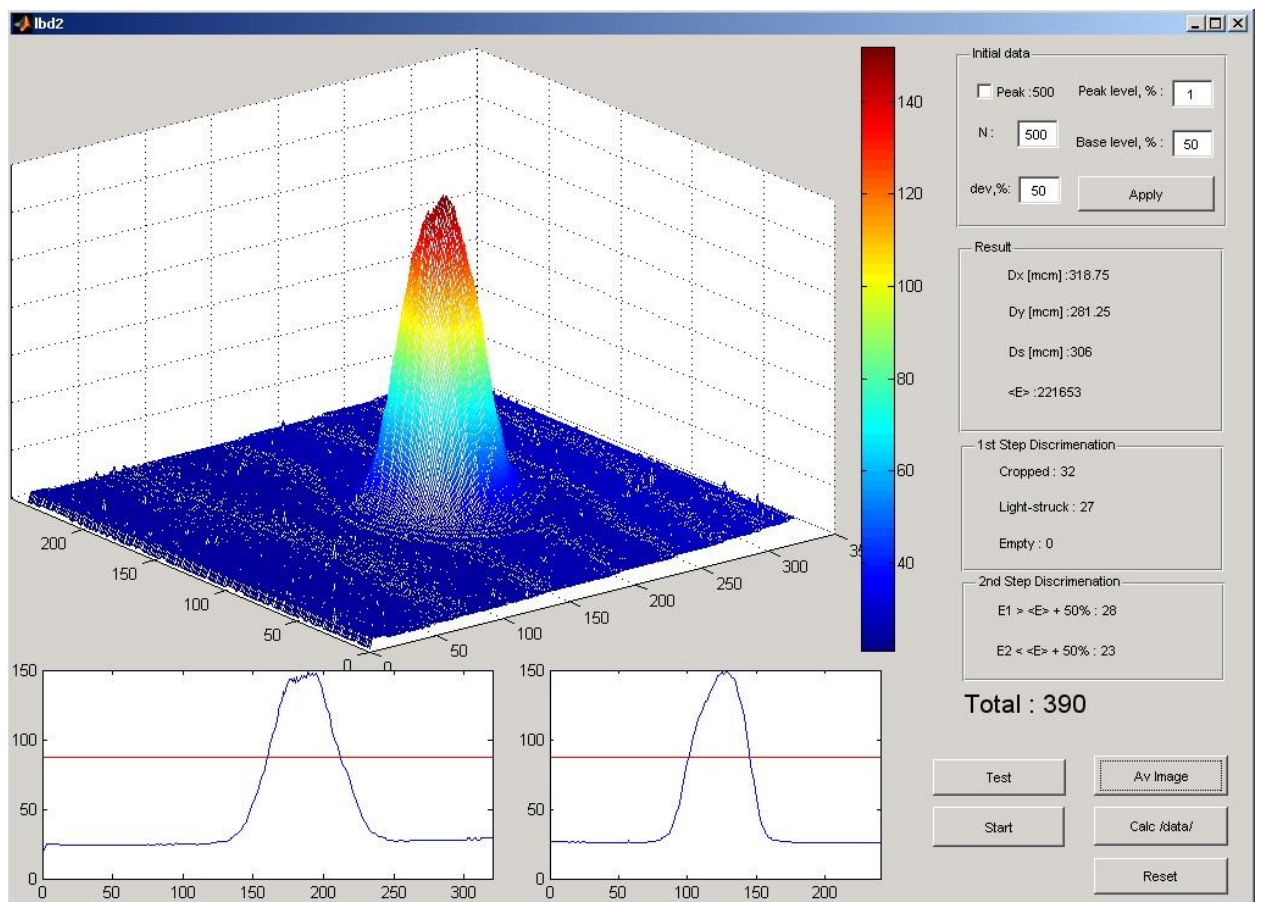 lbd2
Initial data
Peak :500 Peak level, % : 1
N : 500 Base level, % : 50
dev,%: 50 Apply
Result
Dx [mcm] :318.75
Dy [mcm] :281.25
Ds [mcm] :306
<E> :221653
1st Step Discrimenation
Cropped : 32
Light-struck : 27
Empty : 0
2nd Step Discrimenation
E1 > <E> + 50% : 28
E2 < <E> + 50% : 23
Total : 390
Test Av Image
Start Calc /data/
Reset
140
120
100
80
60
40
200
150
100
50
0
0
50
100
150
200
250
300
150
100
50
0
0 50 100 150 200 250 300
150
100
50
0
0 50 100 150 200